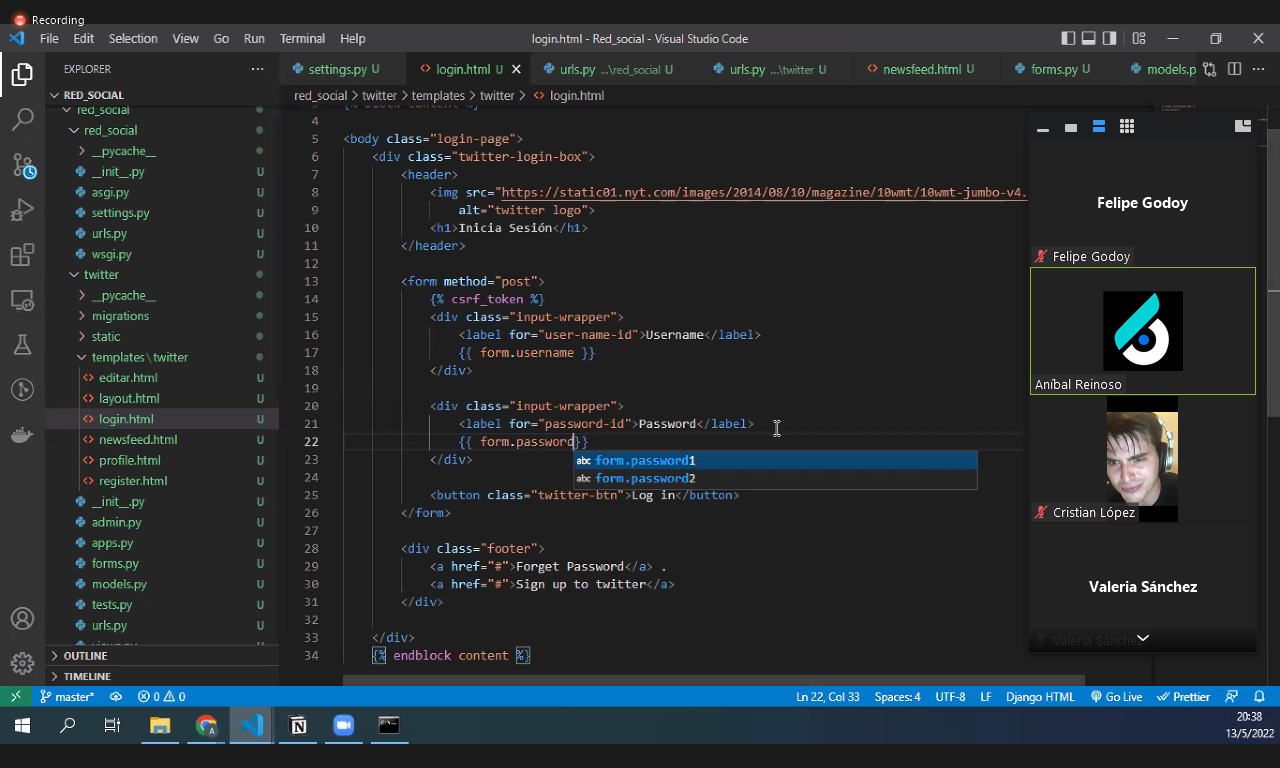 Recording
File Edit Selection View Go Run Terminal Help
login.html - Red_social - Visual Studio Code
EXPLORER
settings.py U
login.html U
urls.py ...\red_social U
urls.py ...\twitter U
newsfeed.html U
forms.py U
models.p
RED_SOCIAL
red_social
red_social
__pycache__
__init__.py U
asgi.py U
settings.py U
urls.py U
wsgi.py U
twitter
__pycache__
migrations
static
templates\twitter
editar.html U
layout.html U
login.html U
newsfeed.html U
profile.html U
register.html U
__init__.py U
admin.py U
apps.py U
forms.py U
models.py U
tests.py U
urls.py U
OUTLINE
TIMELINE
red_social > twitter > templates > twitter > login.html
3 {% block content %}
4
5 <body class="login-page">
6 <div class="twitter-login-box">
7 <header>
8 <img src="https://static01.nyt.com/images/2014/08/10/magazine/10wmt/10wmt-jumbo-v4.
9 alt="twitter logo">
10 <h1>Inicia Sesión</h1>
11 </header>
12
13 <form method="post">
14 {% csrf_token %}
15 <div class="input-wrapper">
16 <label for="user-name-id">Username</label>
17 {{ form.username }}
18 </div>
19
20 <div class="input-wrapper">
21 <label for="password-id">Password</label>
22 {{ form.password}}
23 </div>
abc form.password1
abc form.password2
25 <button class="twitter-btn">Log in</button>
26 </form>
27
28 <div class="footer">
29 <a href="#">Forget Password</a> .
30 <a href="#">Sign up to twitter</a>
31 </div>
32
33 </div>
34 {% endblock content %}
Felipe Godoy
Felipe Godoy
Aníbal Reinoso
Cristian López
Valeria Sánchez
Valeria Sánchez
master* 0 0
Ln 22, Col 33 Spaces: 4 UTF-8 LF Django HTML Go Live Prettier
20:38
13/5/2022